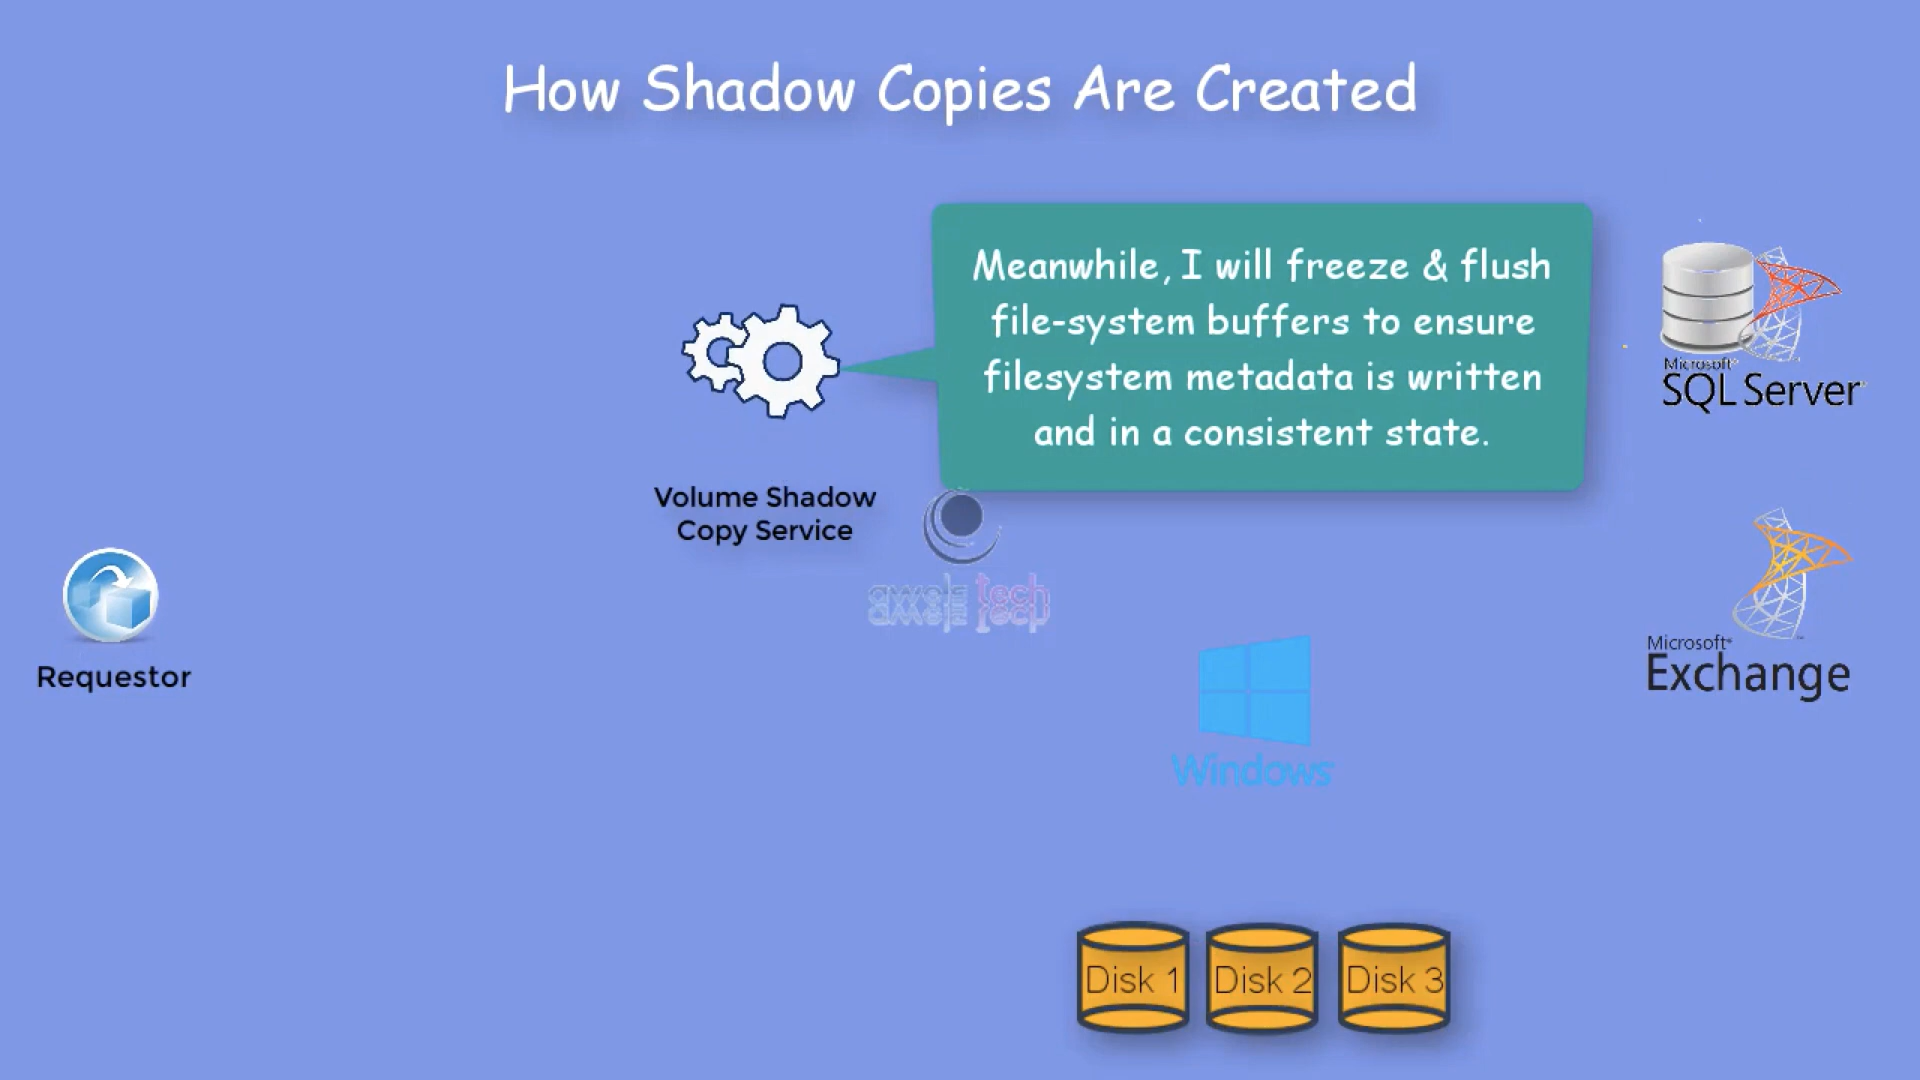 How Shadow Copies Are Created
Meanwhile, I will freeze & flush
file-system buffers to ensure
filesystem metadata is written
and in a consistent state.
Microsoft®
SQL Server
Volume Shadow
Copy Service
awols tech
Requestor
Microsoft®
Exchange
Windows
Disk 1
Disk 2
Disk 3